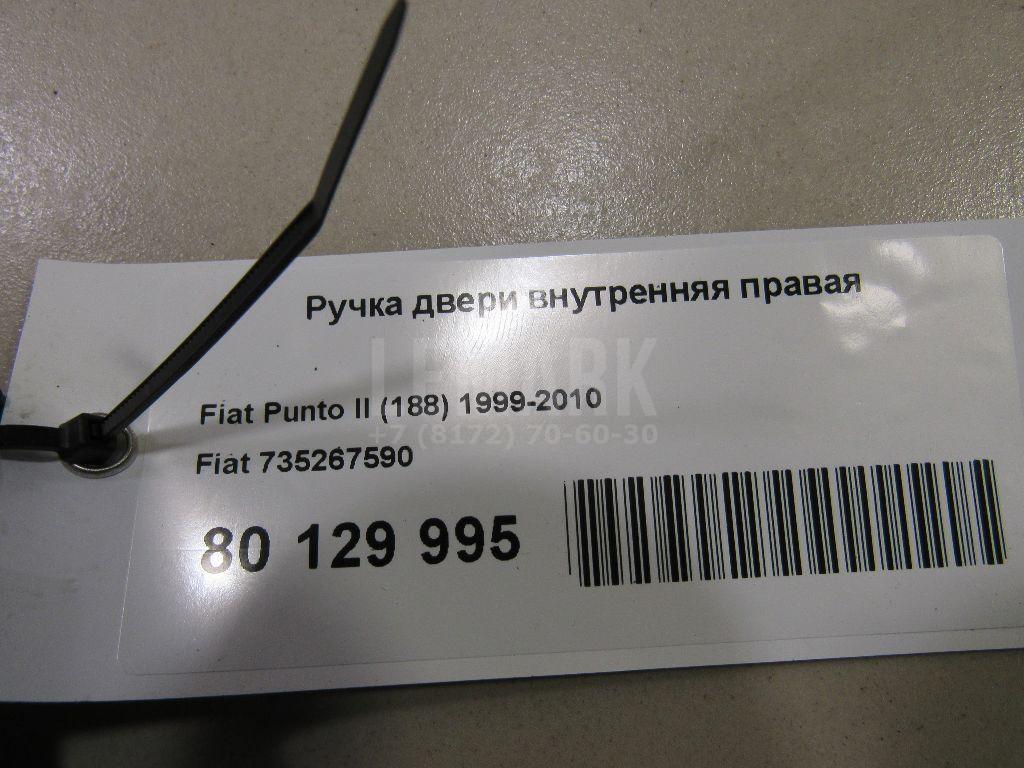 Ручка двери внутренняя правая
LEMARK
Fiat Punto II (188) 1999-2010
+7 (8172) 70-60-30
Fiat 735267590
80 129 995